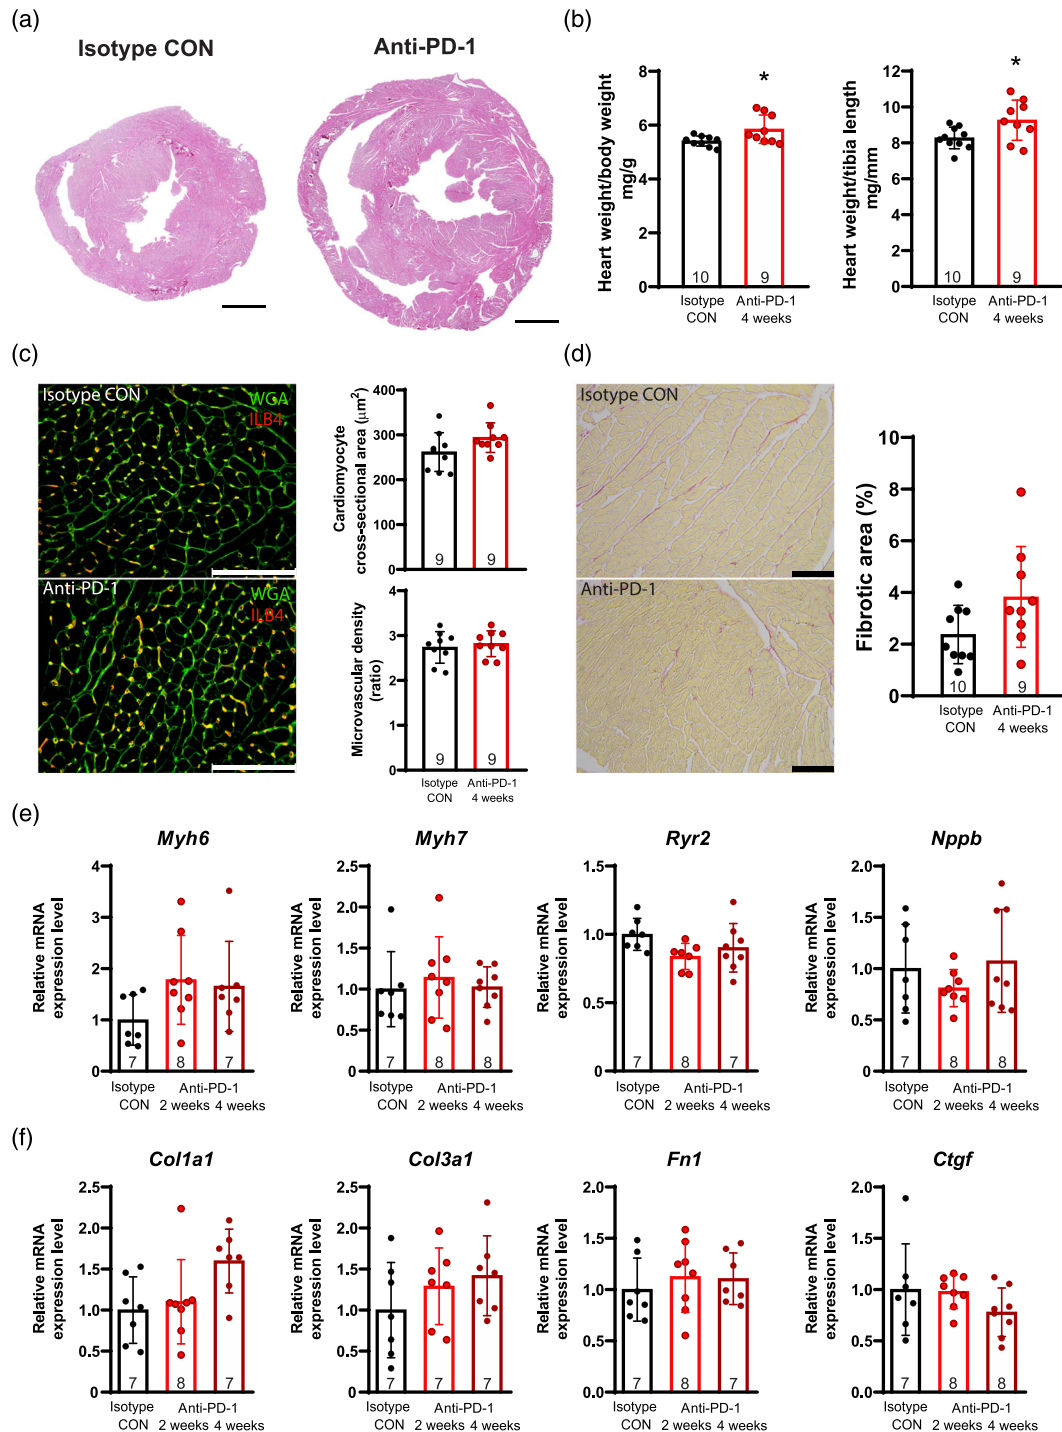 (a)
Isotype CON
Anti-PD-1
(b)
Heart weight/body weight
mg/g
8
6
4
2
0
*
10
9
Isotype
CON
Anti-PD-1
4 weeks
Heart weight/tibia length
mg/mm
12
10
8
6
4
2
0
*
10
9
Isotype
CON
Anti-PD-1
4 weeks
(c)
Isotype CON
WGA
ILB4
Anti-PD-1
WGA
ILB4
Cardiomyocyte
cross-sectional area (μm²)
400
300
200
100
0
9
9
Microvascular density
(ratio)
4
3
2
1
0
9
9
Isotype
CON
Anti-PD-1
4 weeks
(d)
Isotype CON
Anti-PD-1
Fibrotic area (%)
10
8
6
4
2
0
10
9
Isotype
CON
Anti-PD-1
4 weeks
(e)
Myh6
Relative mRNA
expression level
4
3
2
1
0
7
8
7
Isotype
CON
Anti-PD-1
2 weeks 4 weeks
Myh7
Relative mRNA
expression level
2.5
2.0
1.5
1.0
0.5
0
7
8
8
Isotype
CON
Anti-PD-1
2 weeks 4 weeks
Ryr2
Relative mRNA
expression level
1.5
1.0
0.5
0
7
8
7
Isotype
CON
Anti-PD-1
2 weeks 4 weeks
Nppb
Relative mRNA
expression level
2.0
1.5
1.0
0.5
0
7
8
8
Isotype
CON
Anti-PD-1
2 weeks 4 weeks
(f)
Col1a1
Relative mRNA
expression level
2.5
2.0
1.5
1.0
0.5
0
7
8
7
Isotype
CON
Anti-PD-1
2 weeks 4 weeks
Col3a1
Relative mRNA
expression level
2.5
2.0
1.5
1.0
0.5
0
7
7
7
Isotype
CON
Anti-PD-1
2 weeks 4 weeks
Fn1
Relative mRNA
expression level
2.0
1.5
1.0
0.5
0
7
8
7
Isotype
CON
Anti-PD-1
2 weeks 4 weeks
Ctgf
Relative mRNA
expression level
2.0
1.5
1.0
0.5
0
7
8
8
Isotype
CON
Anti-PD-1
2 weeks 4 weeks